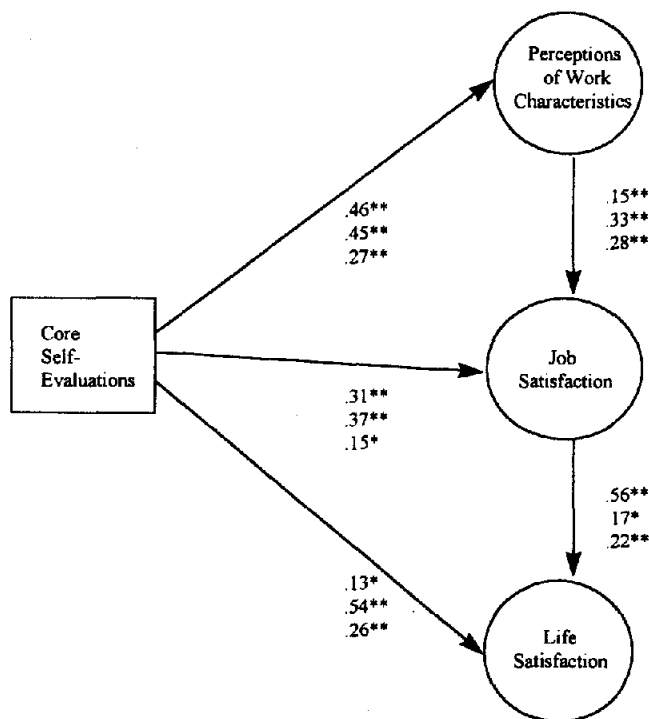 Perceptions
of Work
Characteristics
.46**
.45**
.27**
.15**
.33**
.28**
Core
Self-
Evaluations
Job
Satisfaction
.31**
.37**
.15*
.56**
17*
.22**
.13*
.54**
.26**
Life
Satisfaction